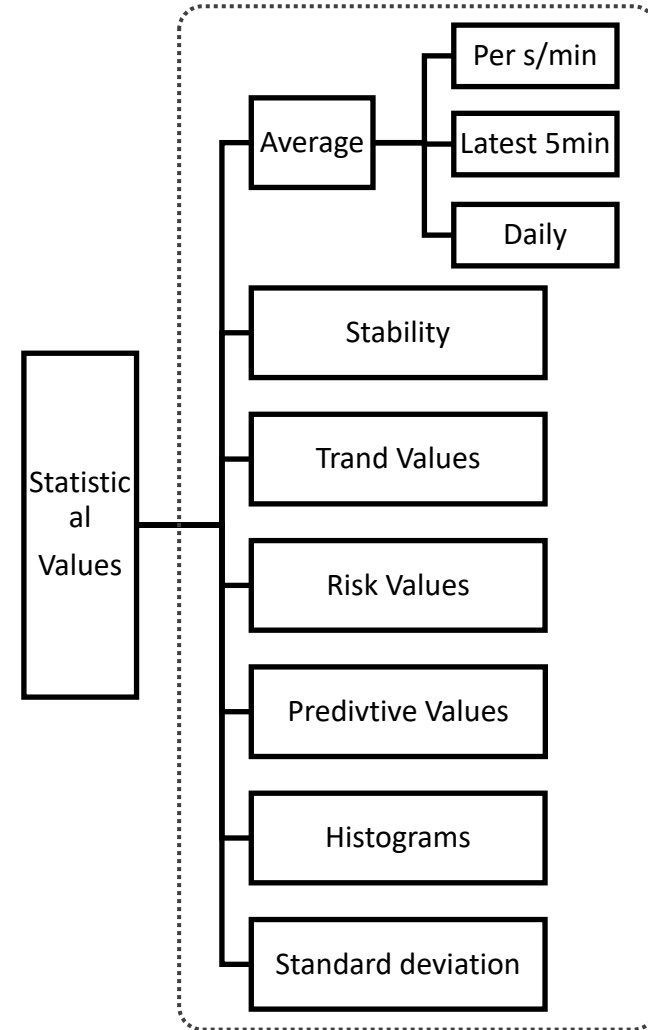 Per s/min
Average
Latest 5min
Daily
Stability
Trand Values
Statistic
al
Values
Risk Values
Predivtive Values
Histograms
Standard deviation